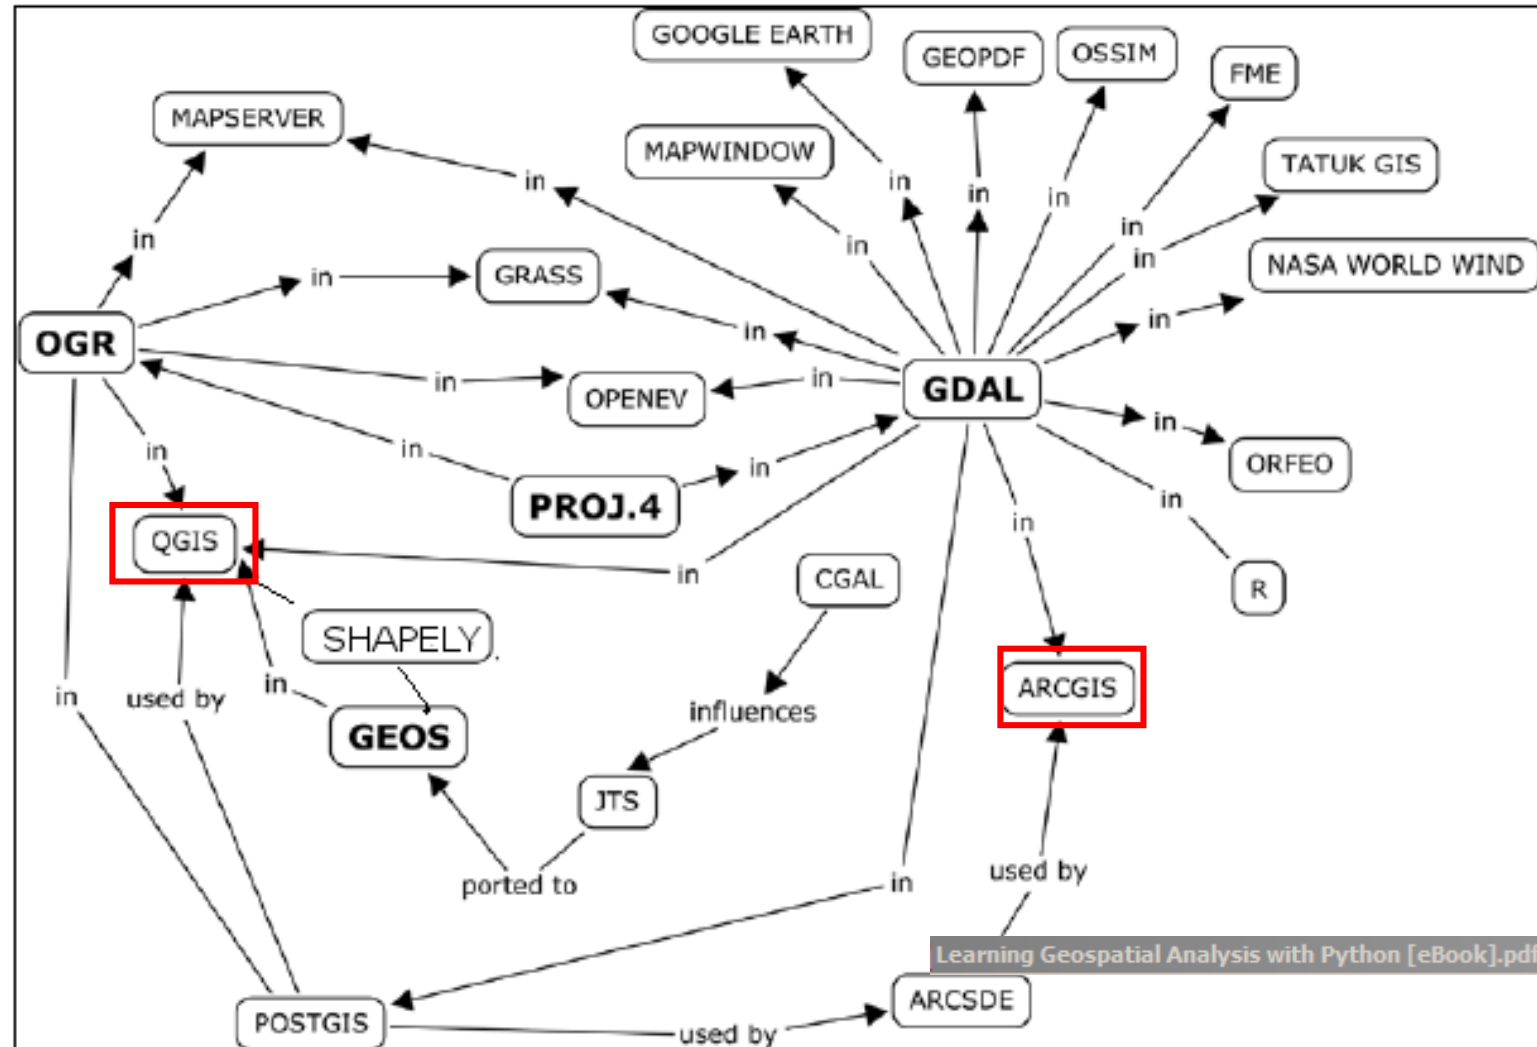 GOOGLE EARTH
GEOPDF
OSSIM
FME
MAPSERVER
MAPWINDOW
TATUK GIS
in
in
in
in
in
in
in
in
NASA WORLD WIND
GRASS
in
in
in
OGR
in
in
OPENEV
GDAL
in
in
in
in
PROJ.4
in
ORFEO
in
in
QGIS
in
CGAL
R
SHAPELY
in
in
used by
influences
ARCGIS
GEOS
JTS
ported to
in
used by
Learning Geospatial Analysis with Python [eBook].pdf
POSTGIS
used by
ARCSDE